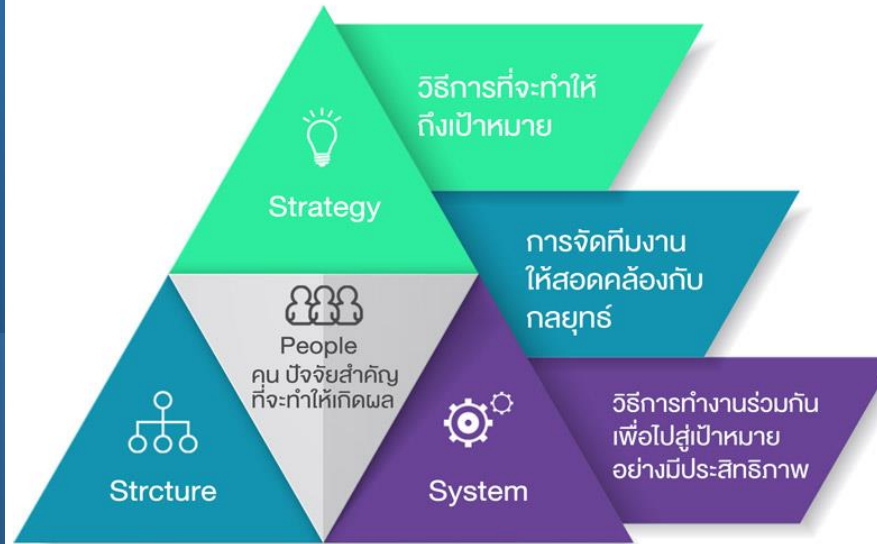 Strategy
วิธีการที่จะทำให้
ถึงเป้าหมาย
People
คน ปัจจัยสำคัญ
ที่จะทำให้เกิดผล
การจัดทีมงาน
ให้สอดคล้องกับ
กลยุทธ์
Strcture
System
วิธีการทำงานร่วมกัน
เพื่อไปสู่เป้าหมาย
อย่างมีประสิทธิภาพ